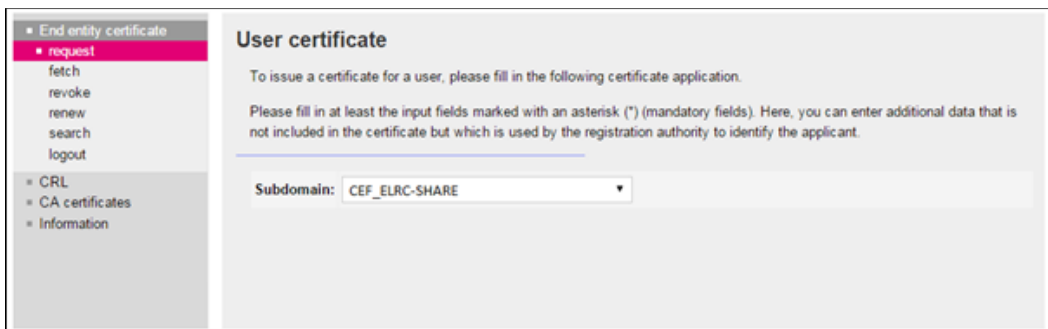 End entity certificate
request
fetch
revoke
renew
search
logout
CRL
CA certificates
Information
User certificate
To issue a certificate for a user, please fill in the following certificate application.
Please fill in at least the input fields marked with an asterisk (*) (mandatory fields). Here, you can enter additional data that is
not included in the certificate but which is used by the registration authority to identify the applicant.
Subdomain: CEF_ELRC-SHARE